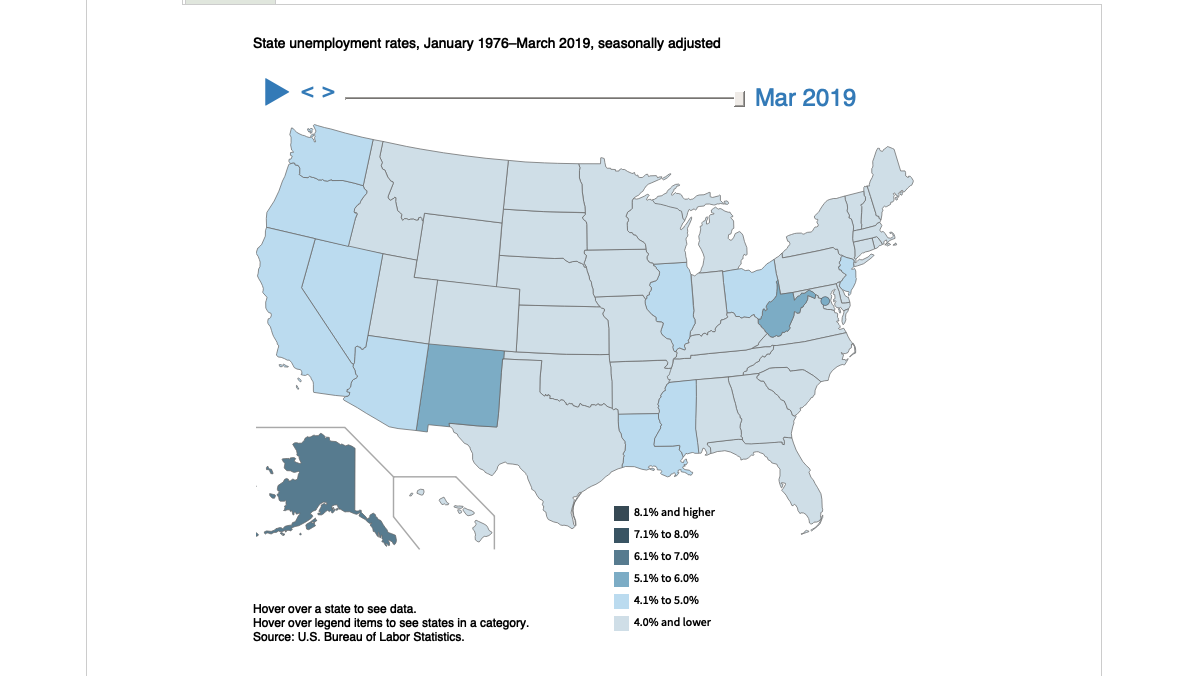 State unemployment rates, January 1976–March 2019, seasonally adjusted
< > Mar 2019
8.1% and higher
7.1% to 8.0%
6.1% to 7.0%
5.1% to 6.0%
4.1% to 5.0%
4.0% and lower
Hover over a state to see data.
Hover over legend items to see states in a category.
Source: U.S. Bureau of Labor Statistics.